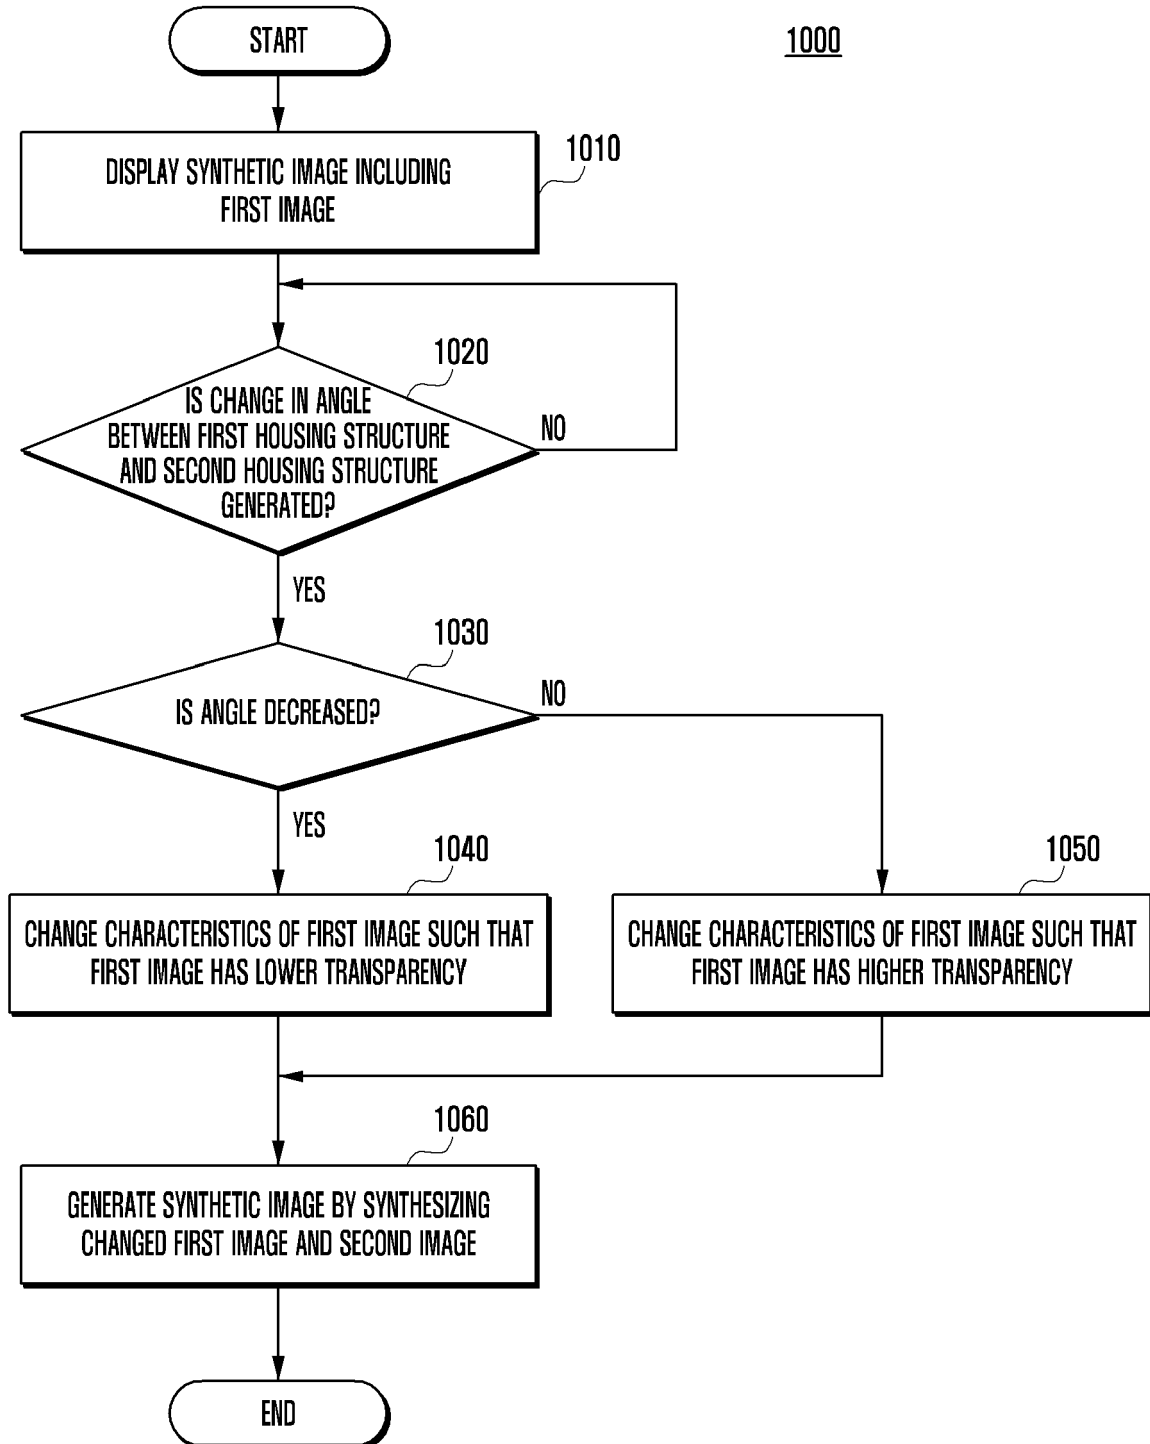 START
1000
DISPLAY SYNTHETIC IMAGE INCLUDING
FIRST IMAGE
1010
1020
IS CHANGE IN ANGLE
BETWEEN FIRST HOUSING STRUCTURE
AND SECOND HOUSING STRUCTURE
GENERATED?
NO
YES
1030
IS ANGLE DECREASED?
NO
YES
1040
CHANGE CHARACTERISTICS OF FIRST IMAGE SUCH THAT
FIRST IMAGE HAS LOWER TRANSPARENCY
1050
CHANGE CHARACTERISTICS OF FIRST IMAGE SUCH THAT
FIRST IMAGE HAS HIGHER TRANSPARENCY
1060
GENERATE SYNTHETIC IMAGE BY SYNTHESIZING
CHANGED FIRST IMAGE AND SECOND IMAGE
END